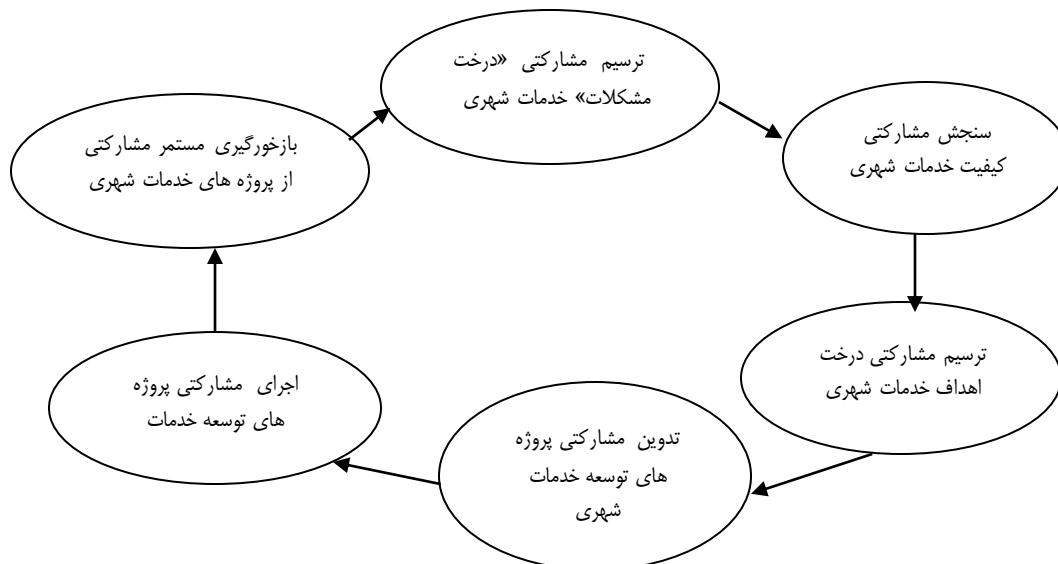 ترسیم مشارکتی «درخت
مشکلات» خدمات شهری
سنجش مشارکتی
کیفیت خدمات شهری
ترسیم مشارکتی درخت
اهداف خدمات شهری
تدوین مشارکتی پروژه
های توسعه خدمات
شهری
اجرای مشارکتی پروژه
های توسعه خدمات
بازخورگیری مستمر مشارکتی
از پروژه های خدمات شهری